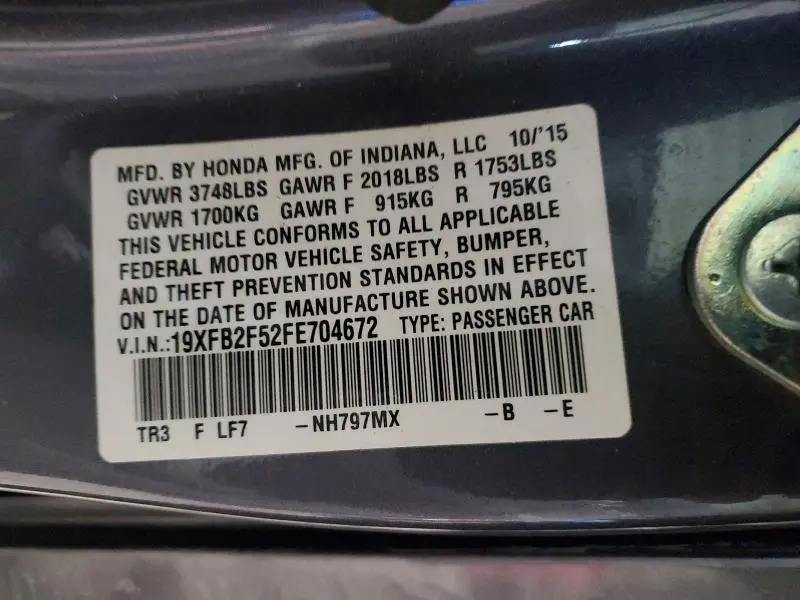 MFD. BY HONDA MFG. OF INDIANA, LLC 10/'15
GVWR 3748LBS GAWR F 2018LBS R 1753LBS
GVWR 1700KG GAWR F 915KG R 795KG
THIS VEHICLE CONFORMS TO ALL APPLICABLE
FEDERAL MOTOR VEHICLE SAFETY, BUMPER,
AND THEFT PREVENTION STANDARDS IN EFFECT
ON THE DATE OF MANUFACTURE SHOWN ABOVE.
V.I.N.:19XFB2F52FE704672 TYPE: PASSENGER CAR
TR3 F LF7 -NH797MX -B -E